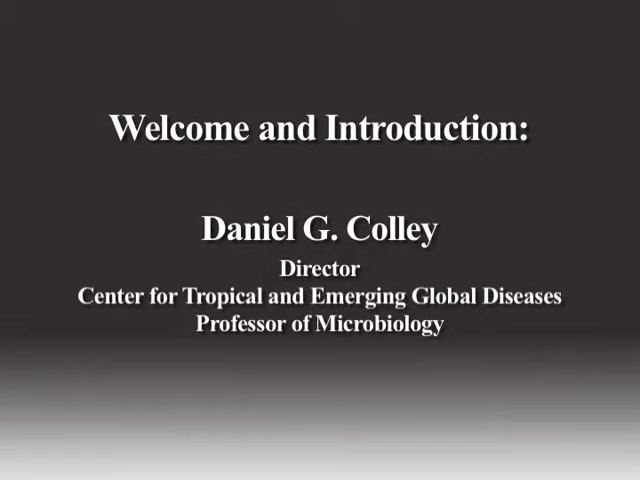 Welcome and Introduction:
Daniel G. Colley
Director
Center for Tropical and Emerging Global Diseases
Professor of Microbiology